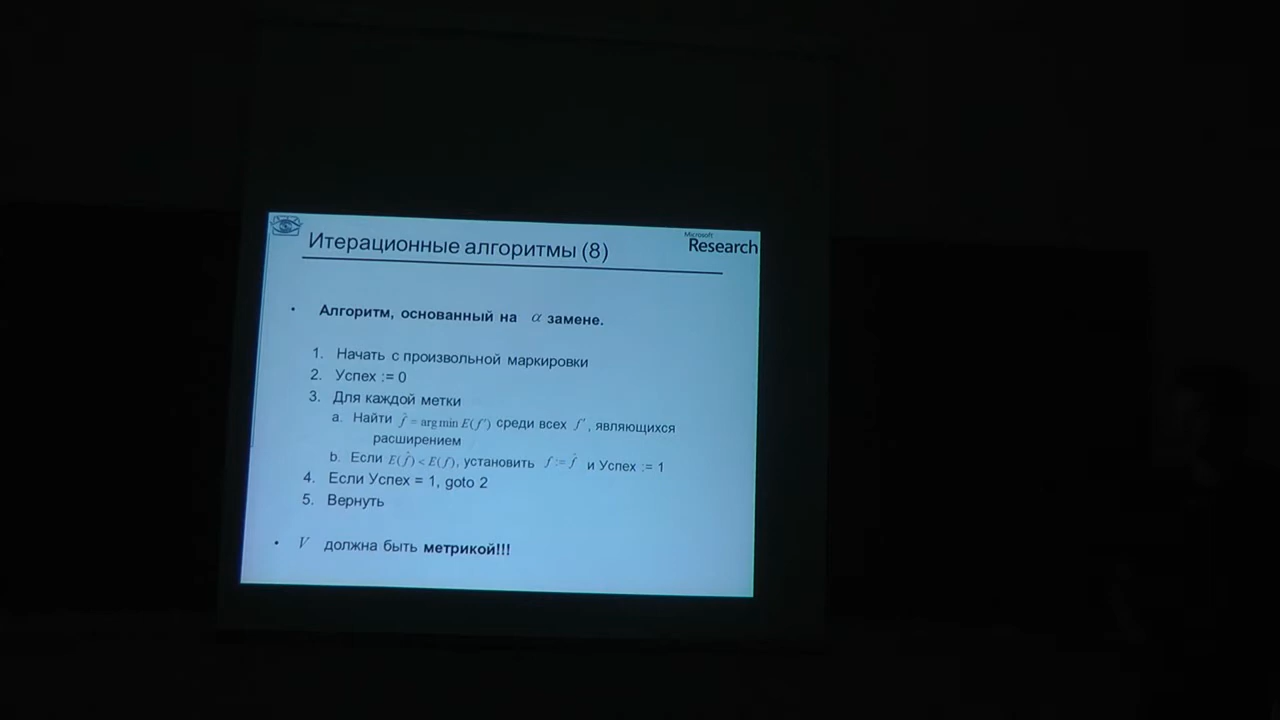 Итерационные алгоритмы (8)
Microsoft
Research
• Алгоритм, основанный на α замене.
1. Начать с произвольной маркировки
2. Успех := 0
3. Для каждой метки
a. Найти f̂ = arg min E(f') среди всех f', являющихся
расширением
b. Если E(f̂) < E(f), установить f := f̂ и Успех := 1
4. Если Успех = 1, goto 2
5. Вернуть
• V должна быть метрикой!!!